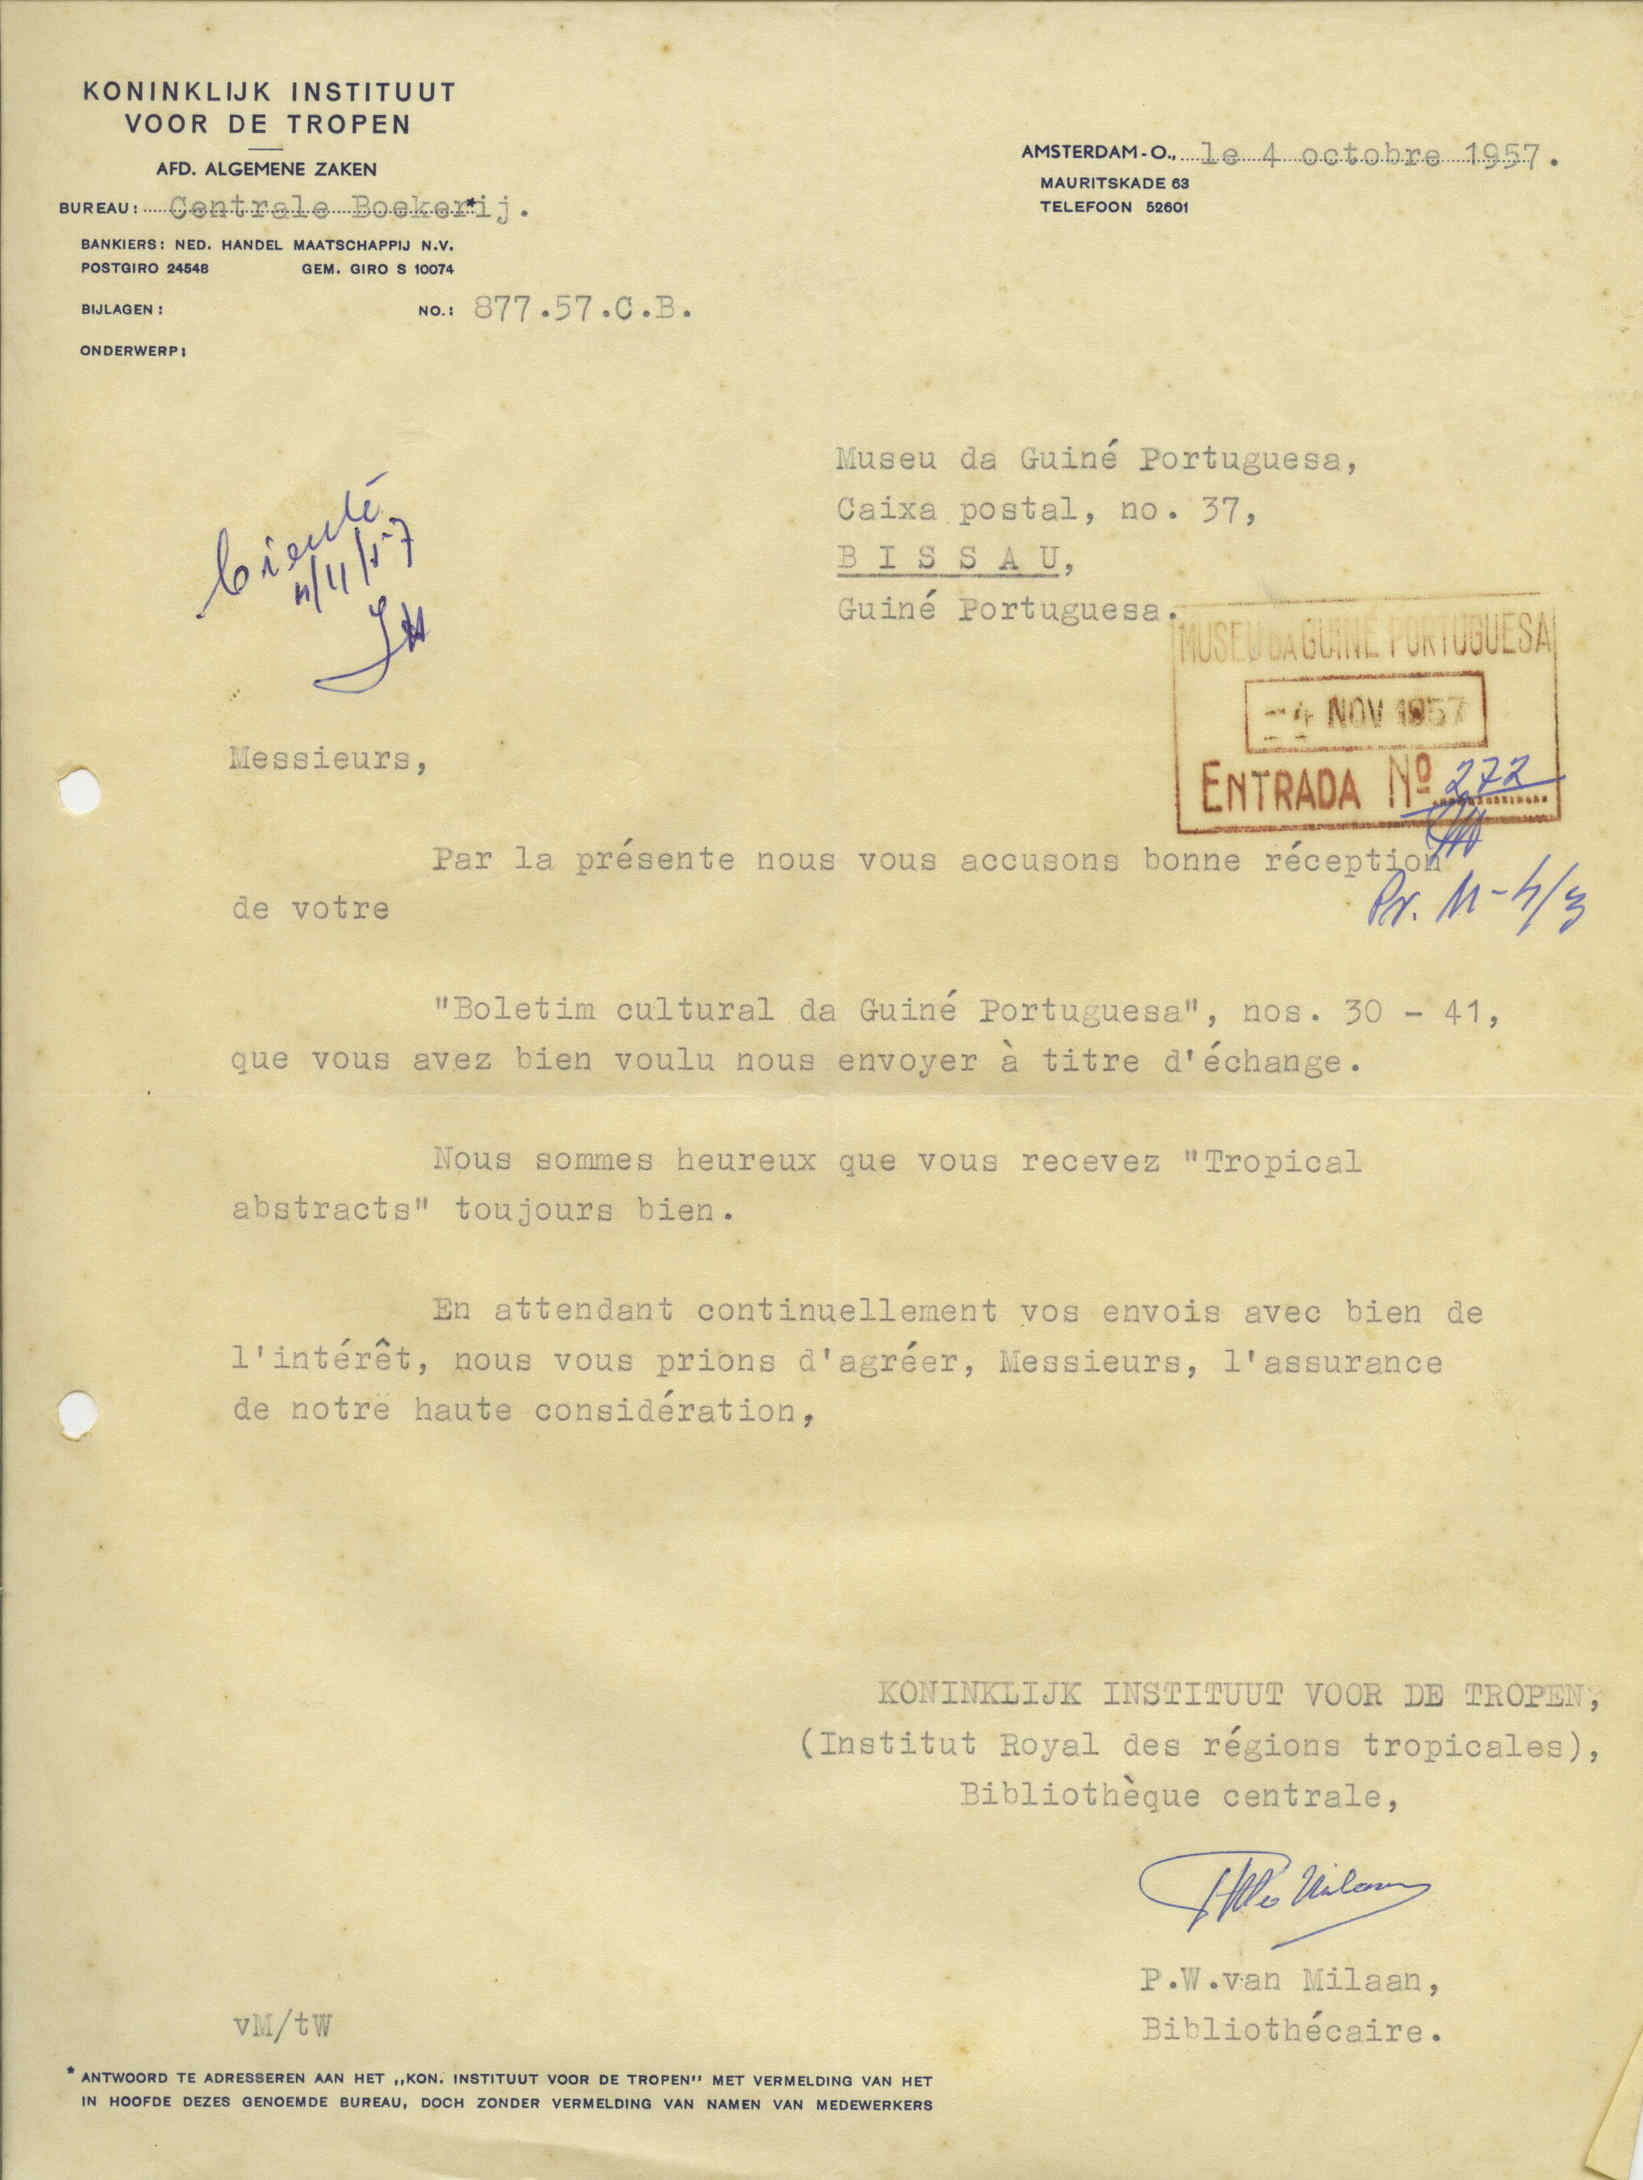 KONINKLIJK INSTITUUT
VOOR DE TROPEN
AFD. ALGEMENE ZAKEN
BUREAU: Centrale Boekerij.*
BANKIERS: NED. HANDEL MAATSCHAPPIJ N.V.
POSTGIRO 24548 GEM. GIRO S 10074
BIJLAGEN: NO.: 877.57.C.B.
ONDERWERP:
AMSTERDAM-O., le 4 octobre 1957.
MAURITSKADE 63
TELEFOON 52601
Museu da Guiné Portuguesa,
Caixa postal, no. 37,
B I S S A U,
Guiné Portuguesa.
MUSEU DA GUINÉ PORTUGUESA
-4 NOV 1957
ENTRADA Nº 272
Pr. M-4/3
Messieurs,
Par la présente nous vous accusons bonne réception
de votre
"Boletim cultural da Guiné Portuguesa", nos. 30 - 41,
que vous avez bien voulu nous envoyer à titre d'échange.
Nous sommes heureux que vous recevez "Tropical
abstracts" toujours bien.
En attendant continuellement vos envois avec bien de
l'intérêt, nous vous prions d'agréer, Messieurs, l'assurance
de notre haute considération,
KONINKLIJK INSTITUUT VOOR DE TROPEN,
(Institut Royal des régions tropicales),
Bibliothèque centrale,
P.W.van Milaan,
Bibliothécaire.
vM/tW
* ANTWOORD TE ADRESSEREN AAN HET ,,KON. INSTITUUT VOOR DE TROPEN'' MET VERMELDING VAN HET
IN HOOFDE DEZES GENOEMDE BUREAU, DOCH ZONDER VERMELDING VAN NAMEN VAN MEDEWERKERS